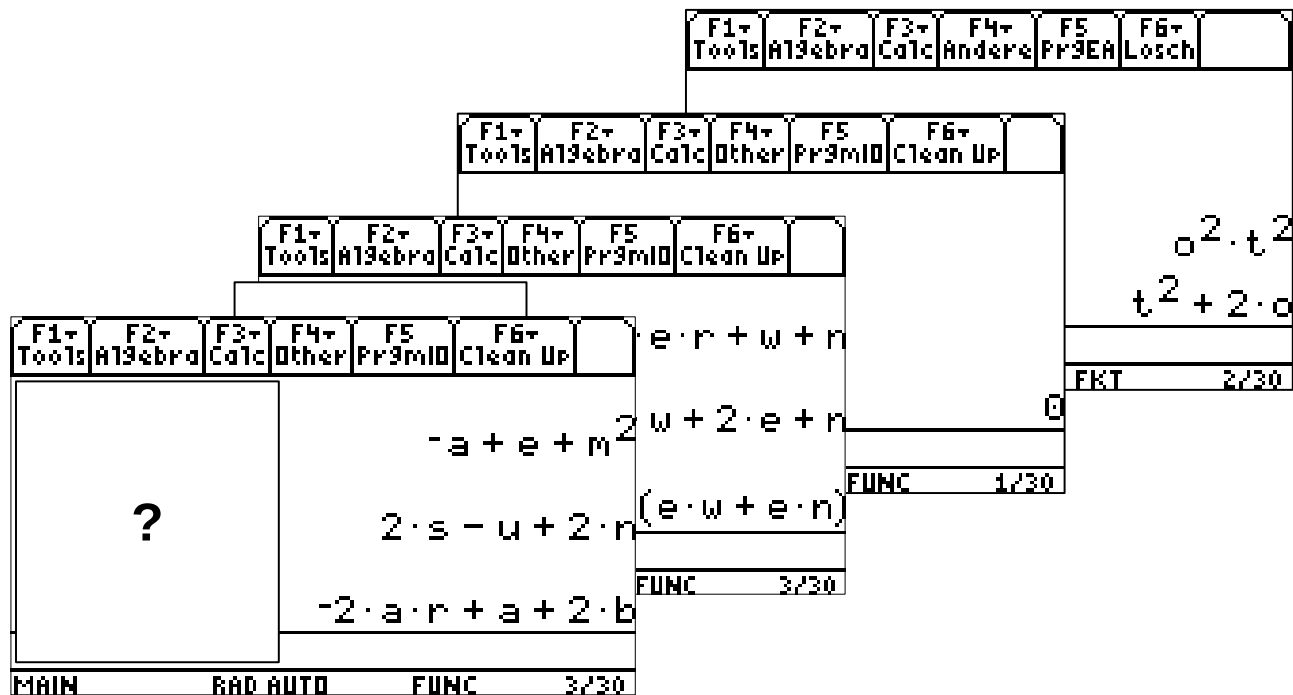 F1 F2 F3 F4 F5 F6
Tools Algebra Calc Andere PrgEA Lösch
o²·t²
t²+2·o
FKT 2/30
F1 F2 F3 F4 F5 F6
Tools Algebra Calc Other PrgmIO Clean Up
0
FUNC 1/30
F1 F2 F3 F4 F5 F6
Tools Algebra Calc Other PrgmIO Clean Up
e·r+w+n
w+2·e+n
(e·w+e·n)
FUNC 3/30
F1 F2 F3 F4 F5 F6
Tools Algebra Calc Other PrgmIO Clean Up
-a+e+m²
?
2·s-u+2·n
-2·a·r+a+2·b
MAIN RAD AUTO FUNC 3/30